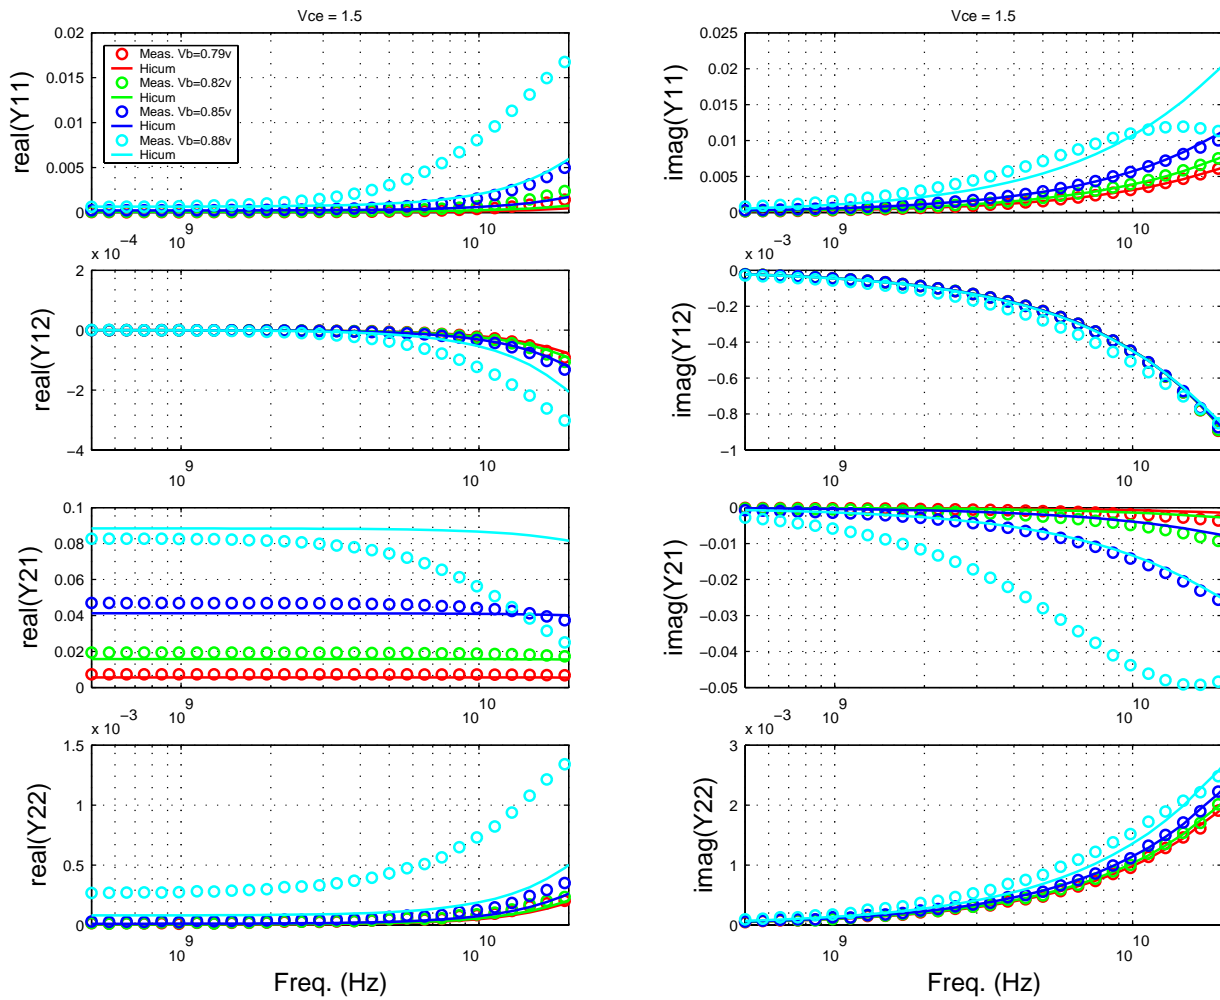 Vce = 1.5
0.02
0.015
0.01
0.005
0
real(Y11)
Meas. Vb=0.79v
Hicum
Meas. Vb=0.82v
Hicum
Meas. Vb=0.85v
Hicum
Meas. Vb=0.88v
Hicum
10^9
10^10
Vce = 1.5
0.025
0.02
0.015
0.01
0.005
0
imag(Y11)
10^9
10^10
x 10^-4
2
0
−2
−4
real(Y12)
10^9
10^10
x 10^-3
0
−0.2
−0.4
−0.6
−0.8
−1
imag(Y12)
10^9
10^10
0.1
0.08
0.06
0.04
0.02
0
real(Y21)
10^9
10^10
0
−0.01
−0.02
−0.03
−0.04
−0.05
imag(Y21)
10^9
10^10
x 10^-3
1.5
1
0.5
0
real(Y22)
10^9
10^10
Freq. (Hz)
x 10^-3
3
2
1
0
imag(Y22)
10^9
10^10
Freq. (Hz)